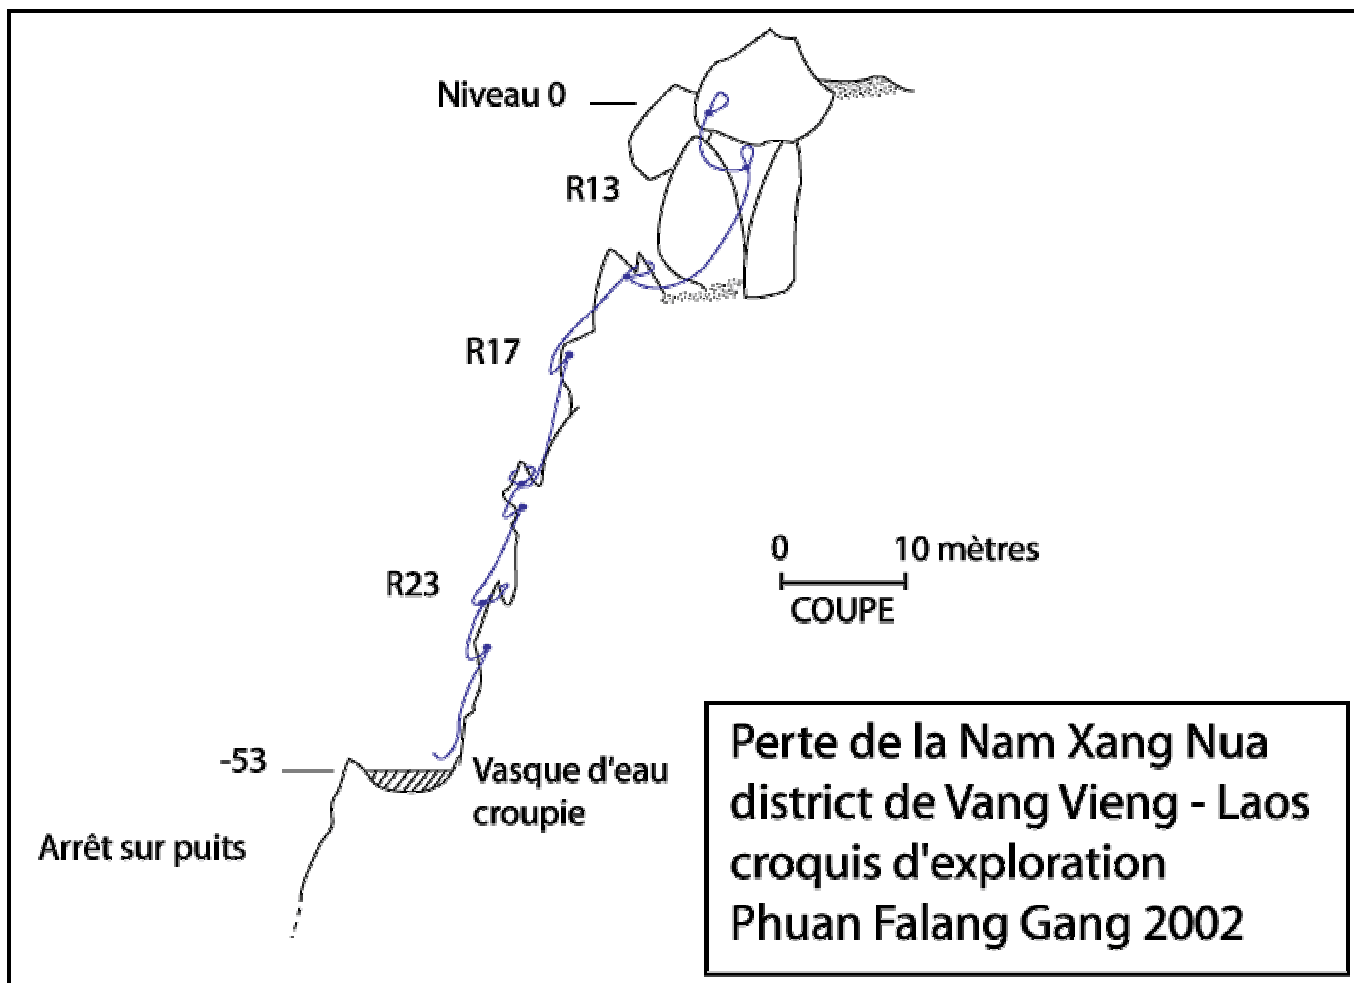 Niveau 0
R13
R17
R23
0 10 mètres
COUPE
-53
Vasque d'eau
croupie
Arrêt sur puits
Perte de la Nam Xang Nua
district de Vang Vieng - Laos
croquis d'exploration
Phuan Falang Gang 2002